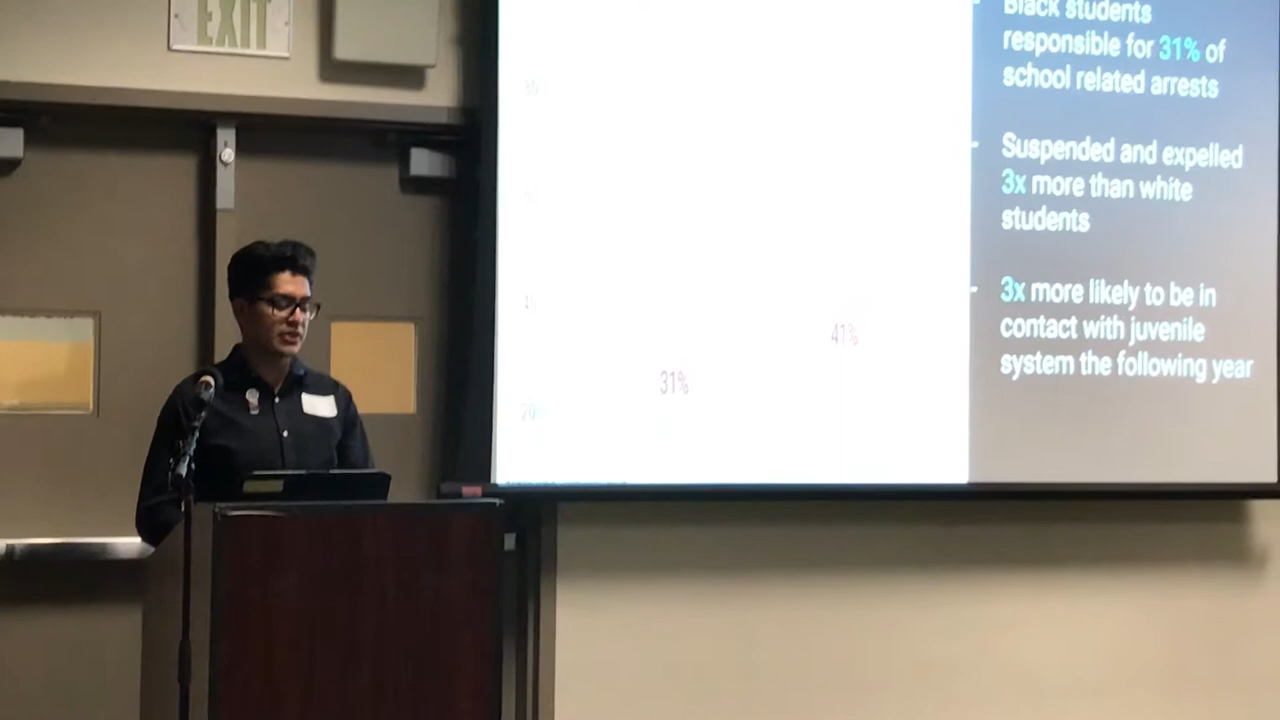 EXIT
Black students
responsible for 31% of
school related arrests
Suspended and expelled
3x more than white
students
3x more likely to be in
contact with juvenile
system the following year
41%
31%
20